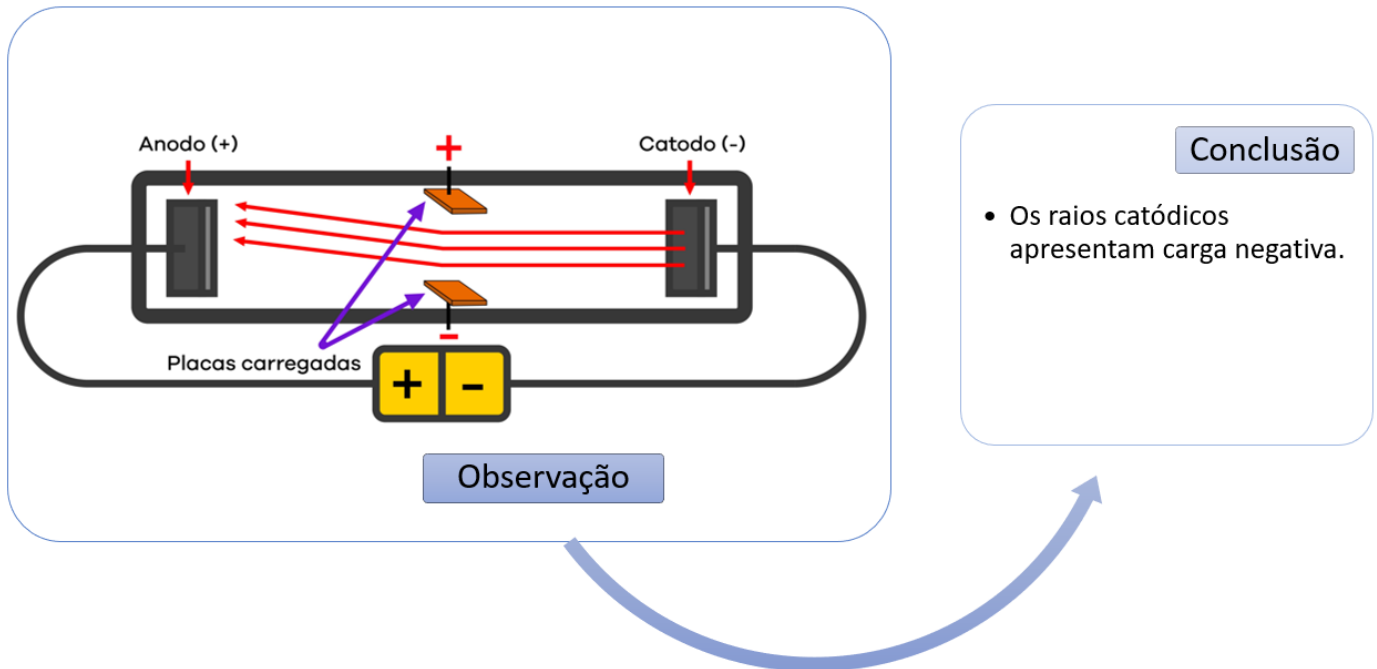 Anodo (+)
+
Catodo (-)
Placas carregadas
-
+ -
Observação
Conclusão
• Os raios catódicos
apresentam carga negativa.